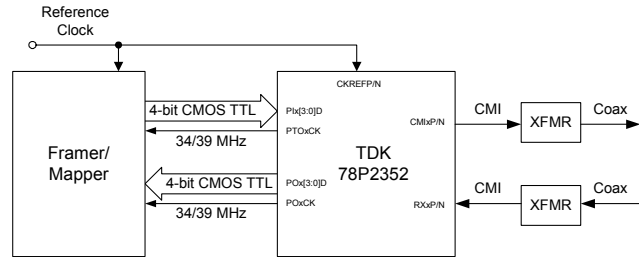 Reference
Clock
CKREFP/N
4-bit CMOS TTL
PIx[3:0]D
34/39 MHz
PTOxCK
CMIxP/N
CMI
XFMR
Coax
Framer/
Mapper
TDK
78P2352
4-bit CMOS TTL
POx[3:0]D
34/39 MHz
POxCK
RXxP/N
CMI
XFMR
Coax